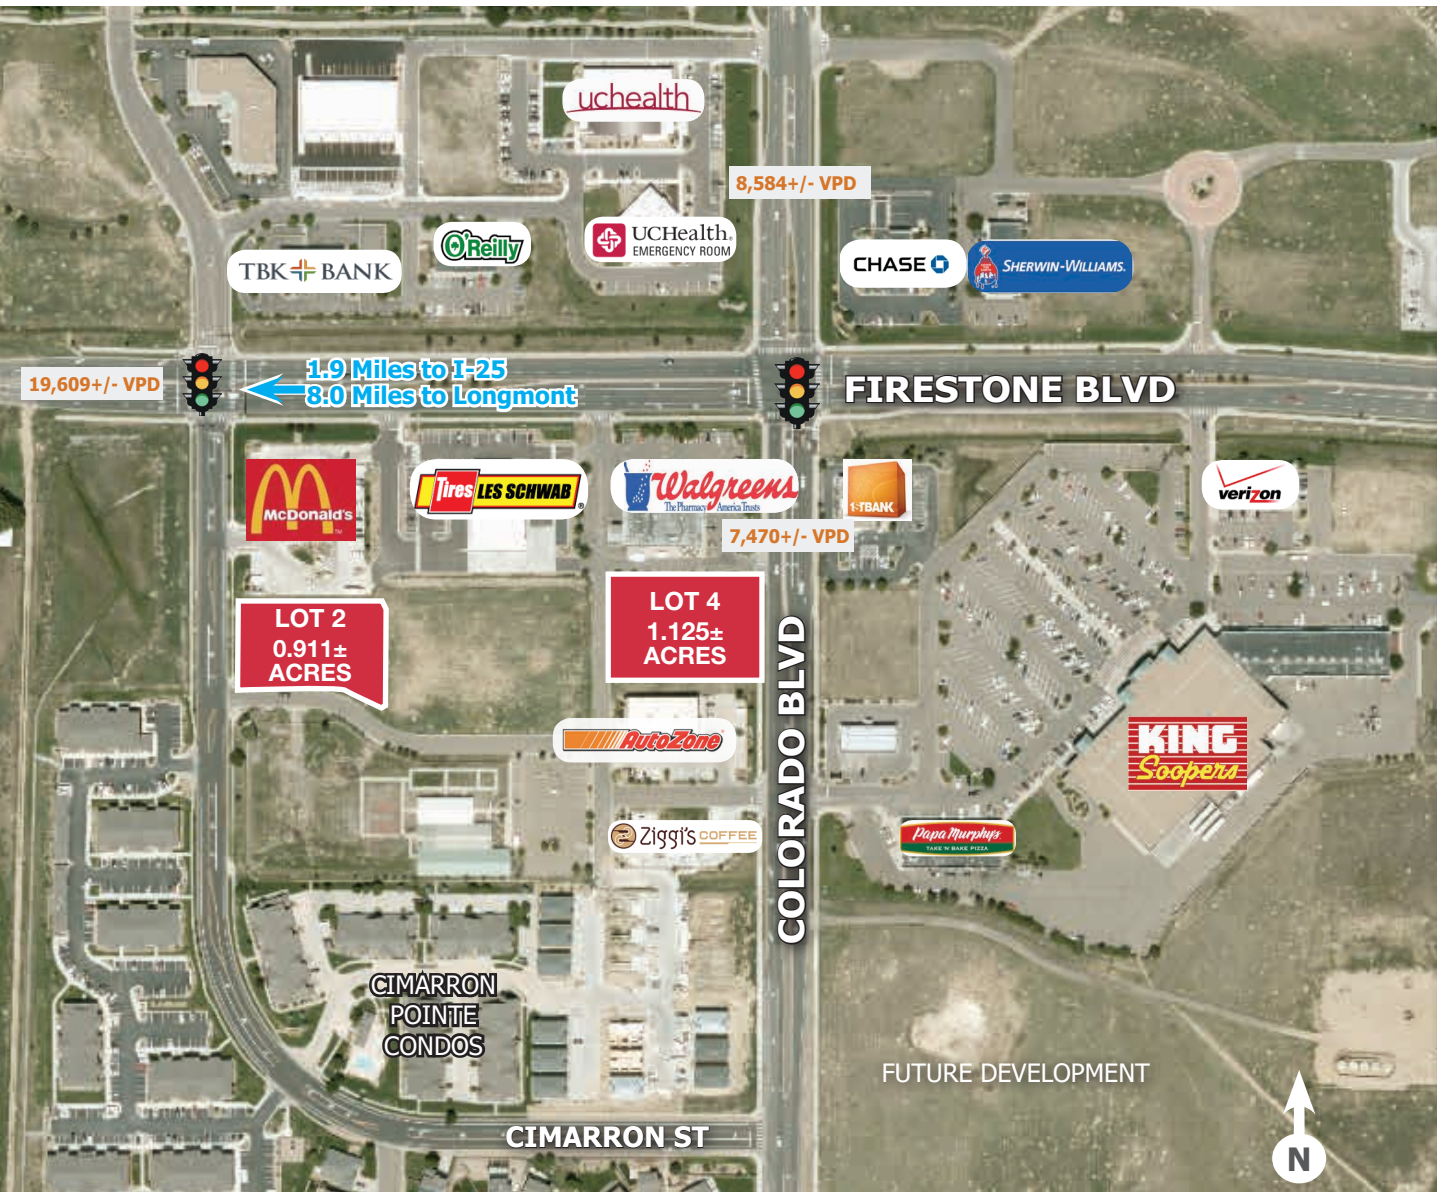 uchealth
8,584+/- VPD
O'Reilly
UCHealth®
EMERGENCY ROOM
TBK BANK
CHASE
SHERWIN-WILLIAMS.
1.9 Miles to I-25
8.0 Miles to Longmont
19,609+/- VPD
FIRESTONE BLVD
McDonald's™
Tires LES SCHWAB®
Walgreens
The Pharmacy America Trusts
1STBANK
verizon
7,470+/- VPD
LOT 2
0.911±
ACRES
LOT 4
1.125±
ACRES
COLORADO BLVD
AutoZone
KING
Soopers
Ziggi's COFFEE
Papa Murphy's
TAKE 'N' BAKE PIZZA
CIMARRON
POINTE
CONDOS
FUTURE DEVELOPMENT
CIMARRON ST
N